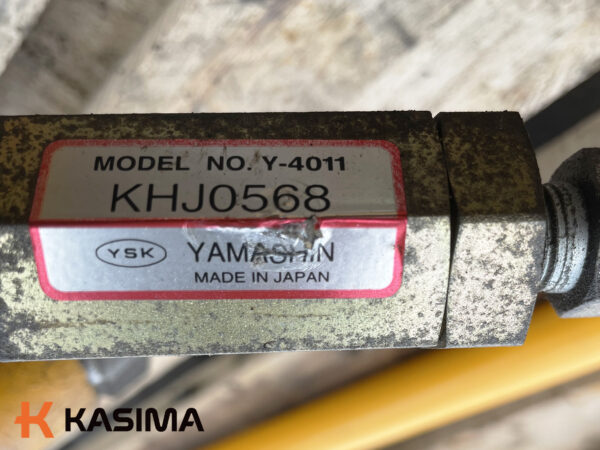 MODEL NO. Y-4011
KHJ0568
YSK YAMASHIN
MADE IN JAPAN
KASIMA